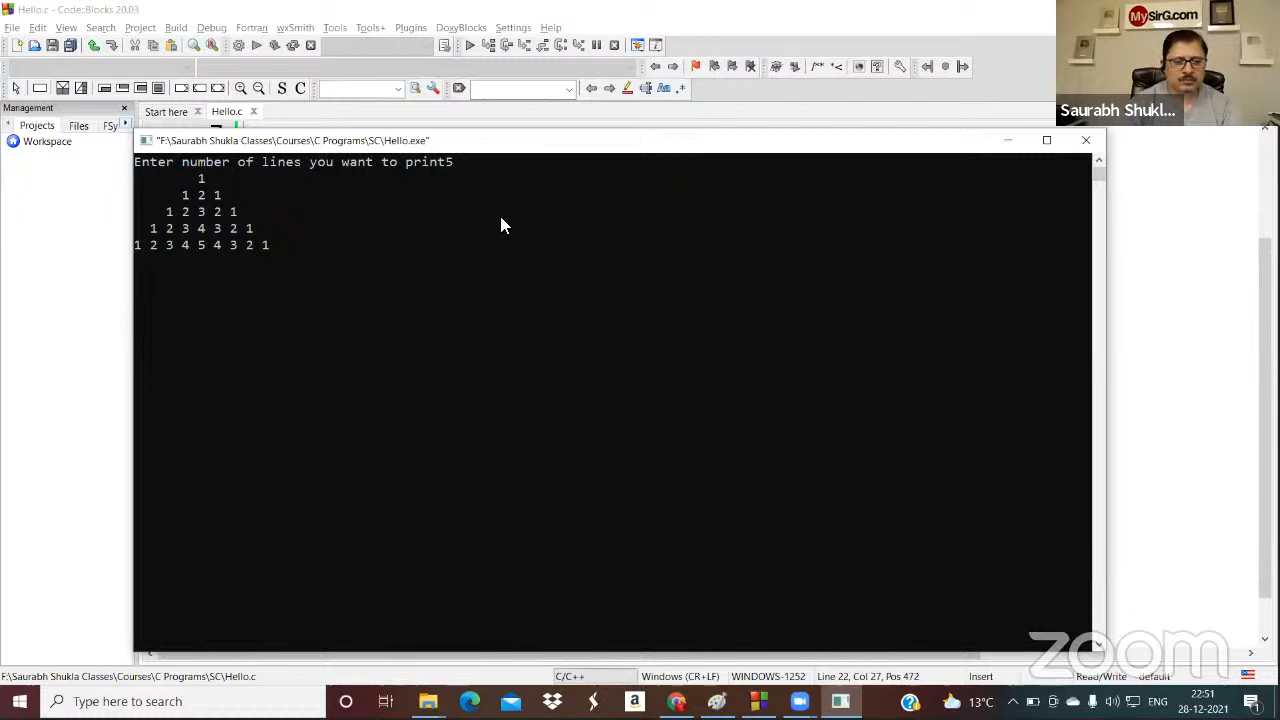 Hello.c - Code::Blocks 20.03
File Edit View Search Project Build Debug Fortran wxSmith Tools Tools+ Plugins DoxyBlocks Settings Help
MySirG.com
Saurabh Shukl...
S C
Aa .*
Management
Start here Hello.c
Projects Files FSy
Workspace
"F:\Saurabh Shukla Classes\Courses\C Programs\SC\Hello.exe"
Enter number of lines you want to print5
1
1 2 1
1 2 3 2 1
1 2 3 4 3 2 1
1 2 3 4 5 4 3 2 1
zoom
F:\Saurabh Shukla Classes\Courses\C Programs\SC\Hello.c C/C++ Windows (CR+LF) WINDOWS-1252 Line 22, Col 27, Pos 472 Insert Read/Write default
Type here to search
13°C ENG 22:51
28-12-2021